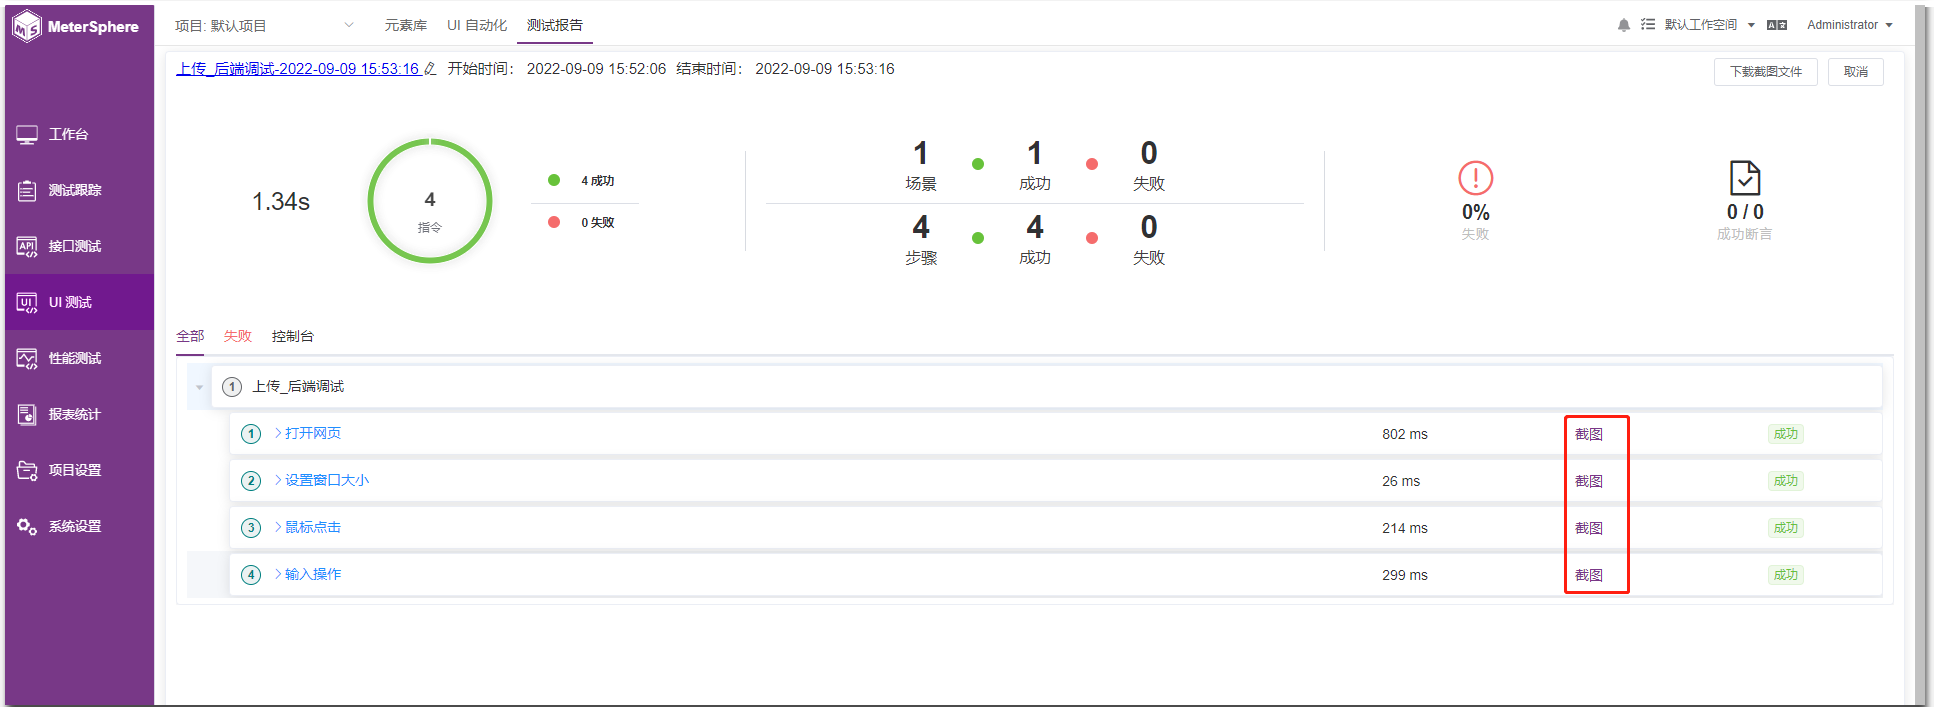 MeterSphere
项目: 默认项目
元素库
UI 自动化
测试报告
默认工作空间
Administrator
上传_后端调试-2022-09-09 15:53:16
开始时间： 2022-09-09 15:52:06
结束时间： 2022-09-09 15:53:16
下载截图文件
取消
工作台
测试跟踪
接口测试
UI 测试
性能测试
报表统计
项目设置
系统设置
1.34s
4
指令
4 成功
0 失败
1
场景
1
成功
0
失败
4
步骤
4
成功
0
失败
0%
失败
0 / 0
成功断言
全部
失败
控制台
1 上传_后端调试
1 打开网页 802 ms 截图 成功
2 设置窗口大小 26 ms 截图 成功
3 鼠标点击 214 ms 截图 成功
4 输入操作 299 ms 截图 成功